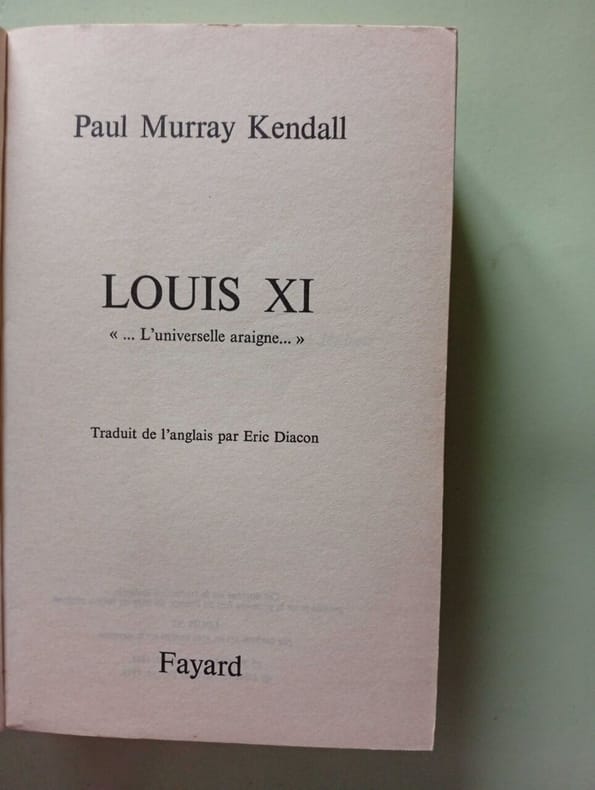 Paul Murray Kendall
LOUIS XI
« ... L'universelle araigne... »
Traduit de l'anglais par Eric Diacon
Fayard